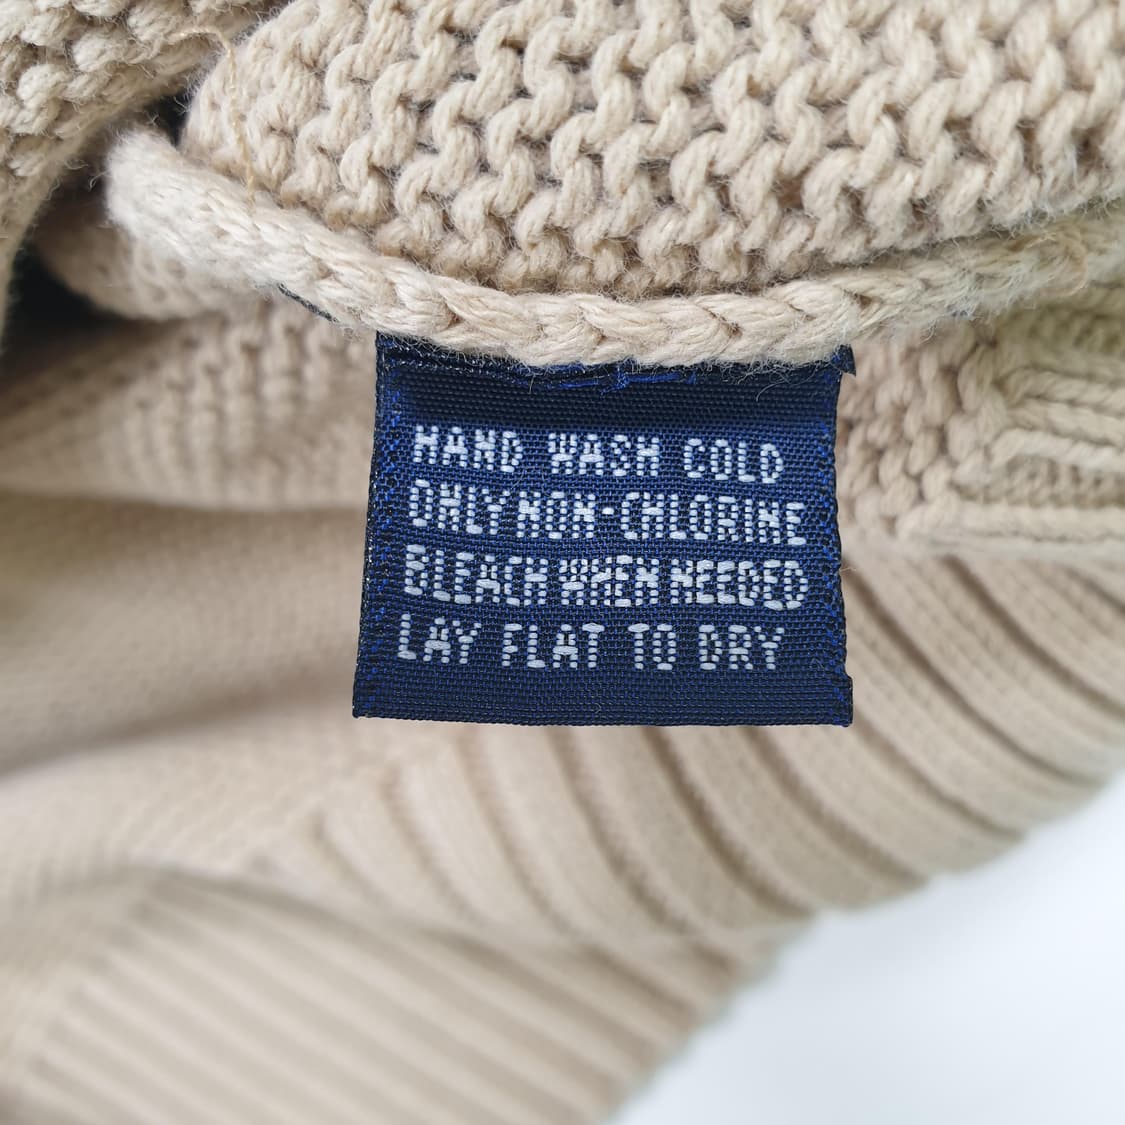 HAND WASH COLD
ONLY NON-CHLORINE
BLEACH WHEN NEEDED
LAY FLAT TO DRY